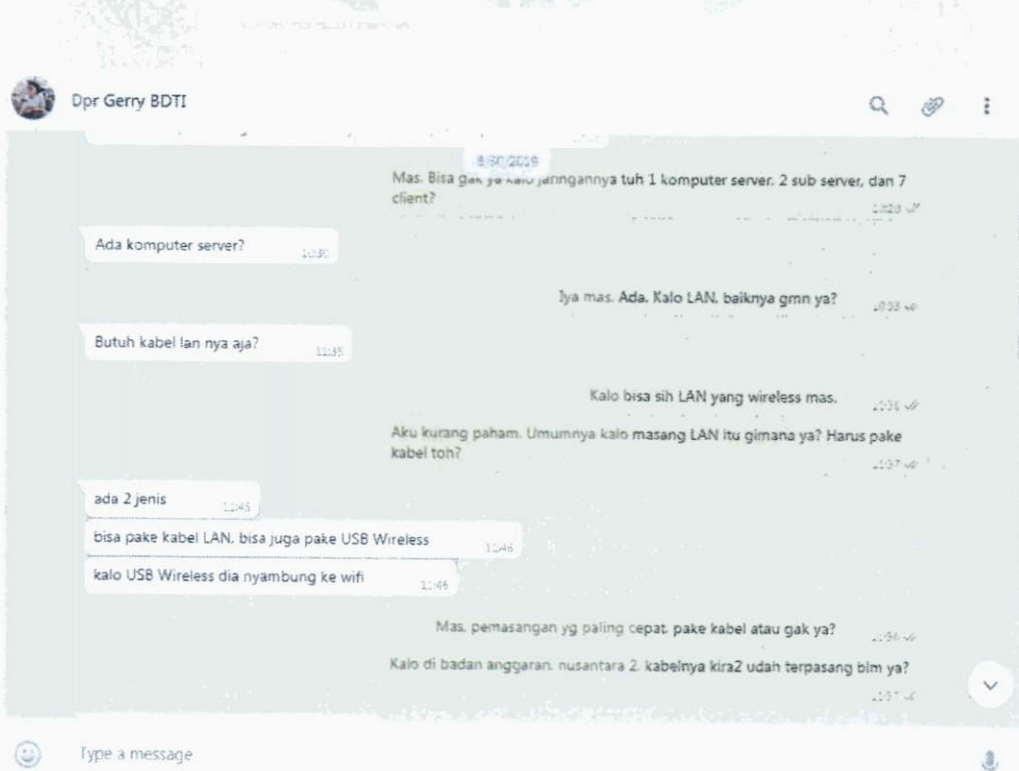 Dpr Gerry BDTI
8/30/2019
Mas. Bisa gak ya kalo jaringannya tuh 1 komputer server. 2 sub server, dan 7
client?
Ada komputer server?
Iya mas. Ada. Kalo LAN, baiknya gmn ya?
Butuh kabel lan nya aja?
Kalo bisa sih LAN yang wireless mas.
Aku kurang paham. Umumnya kalo masang LAN itu gimana ya? Harus pake
kabel toh?
ada 2 jenis
bisa pake kabel LAN, bisa juga pake USB Wireless
11:46
kalo USB Wireless dia nyambung ke wifi
11:46
Mas, pemasangan yg paling cepat, pake kabel atau gak ya?
Kalo di badan anggaran, nusantara 2, kabelnya kira2 udah terpasang blm ya?
Type a message